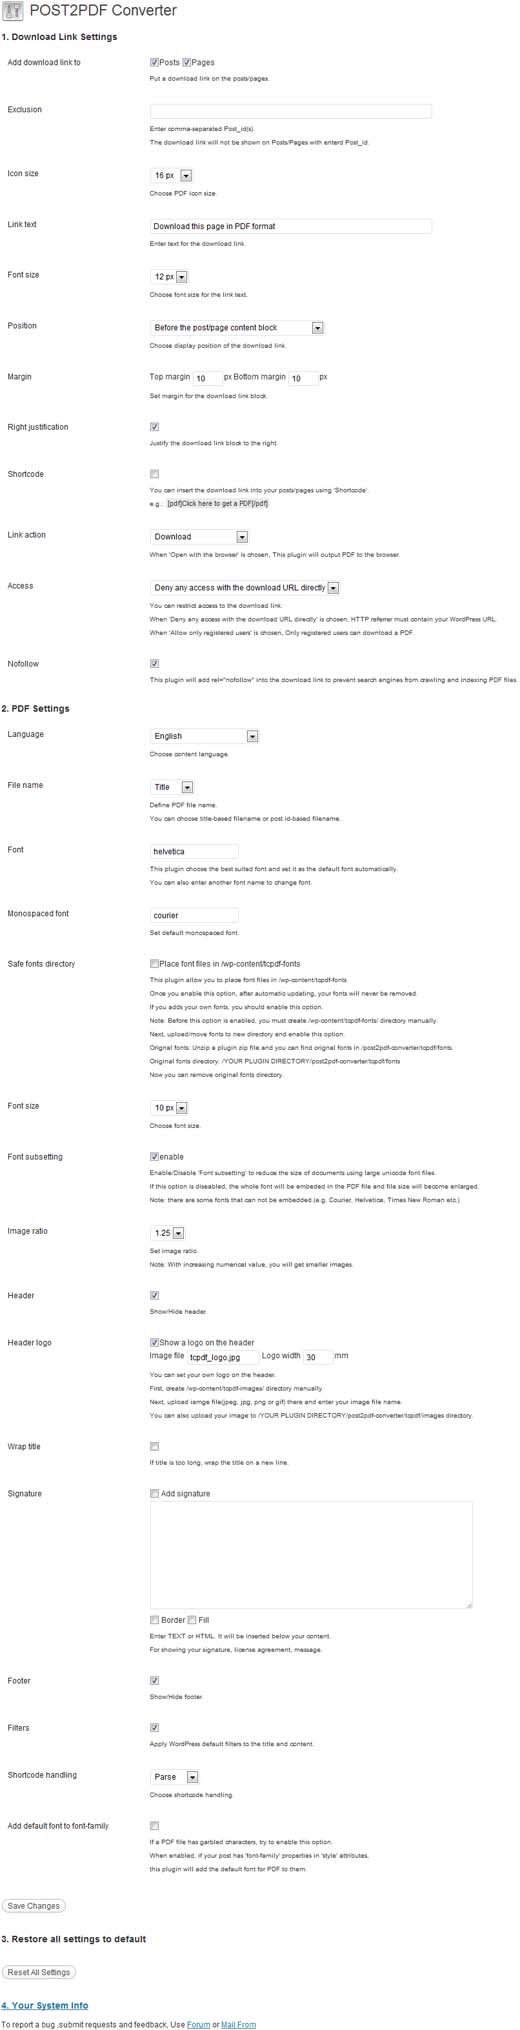 POST2PDF Converter
1. Download Link Settings
Add download link to
Posts Pages
Put a download link on the posts/pages.
Exclusion
Enter comma-separated Post_id(s).
The download link will not be shown on Posts/Pages with enterd Post_id.
Icon size
16 px
Choose PDF icon size.
Link text
Download this page in PDF format
Enter text for the download link.
Font size
12 px
Choose font size for the link text.
Position
Before the post/page content block
Choose display position of the download link.
Margin
Top margin 10 px Bottom margin 10 px
Set margin for the download link block.
Right justification
Justify the download link block to the right.
Shortcode
You can insert the download link into your posts/pages using 'Shortcode'.
e.g.: [pdf]Click here to get a PDF[/pdf]
Link action
Download
When 'Open with the browser' is chosen, This plugin will output PDF to the browser.
Access
Deny any access with the download URL directly
You can restrict access to the download link.
When 'Deny any access with the download URL directly' is chosen, HTTP referrer must contain your WordPress URL.
When 'Allow only registered users' is chosen, Only registered users can download a PDF.
Nofollow
This plugin will add rel="nofollow" into the download link to prevent search engines from crawling and indexing PDF files.
2. PDF Settings
Language
English
Choose content language.
File name
Title
Define PDF file name.
You can choose title-based filename or post id-based filename.
Font
helvetica
This plugin choose the best suited font and set it as the default font automatically.
You can also enter another font name to change font.
Monospaced font
courier
Set default monospaced font.
Safe fonts directory
Place font files in /wp-content/tcpdf-fonts
This plugin allow you to place font files in /wp-content/tcpdf-fonts.
Once you enable this option, after automatic updating, your fonts will never be removed.
If you adds your own fonts, you should enable this option.
Note: Before this option is enabled, you must create /wp-content/tcpdf-fonts/ directory manually.
Next, upload/move fonts to new directory and enable this option.
Orignal fonts: Unzip a plugin zip file and you can find orignal fonts in /post2pdf-converter/tcpdf/fonts.
Original fonts directory: /YOUR PLUGIN DIRECTORY/post2pdf-converter/tcpdf/fonts
Now you can remove original fonts directory.
Font size
10 px
Choose font size.
Font subsetting
enable
Enable/Disable 'Font subsetting' to reduce the size of documents using large unicode font files.
If this option is diseabled, the whole font will be embeded in the PDF file and file size will become enlarged.
Note: there are some fonts that can not be embedded.(e.g. Courier, Helvetica, Times New Roman etc.)
Image ratio
1.25
Set image ratio.
Note: With increasing numerical value, you will get smaller images.
Header
Show/Hide header.
Header logo
Show a logo on the header
Image file tcpdf_logo.jpg Logo width 30 mm
You can set your own logo on the header.
First, create /wp-content/tcpdf-images/ directory manually.
Next, upload iamge file(jpeg, jpg, png or gif) there and enter your image file name.
You can also upload your image to /YOUR PLUGIN DIRECTORY/post2pdf-converter/tcpdf/images directory.
Wrap title
If title is too long, wrap the title on a new line.
Signature
Add signature
Border Fill
Enter TEXT or HTML. It will be inserted below your content.
For showing your signature, license agreement, message.
Footer
Show/Hide footer.
Filters
Apply WordPress default filters to the title and content.
Shortcode handling
Parse
Choose shortcode handling.
Add default font to font-family
If a PDF file has garbled characters, try to enable this option.
When enabled, if your post has 'font-family' properties in 'style' attributes,
this plugin will add the default font for PDF to them.
Save Changes
3. Restore all settings to default
Reset All Settings
4. Your System Info
To report a bug ,submit requests and feedback, Use Forum or Mail From